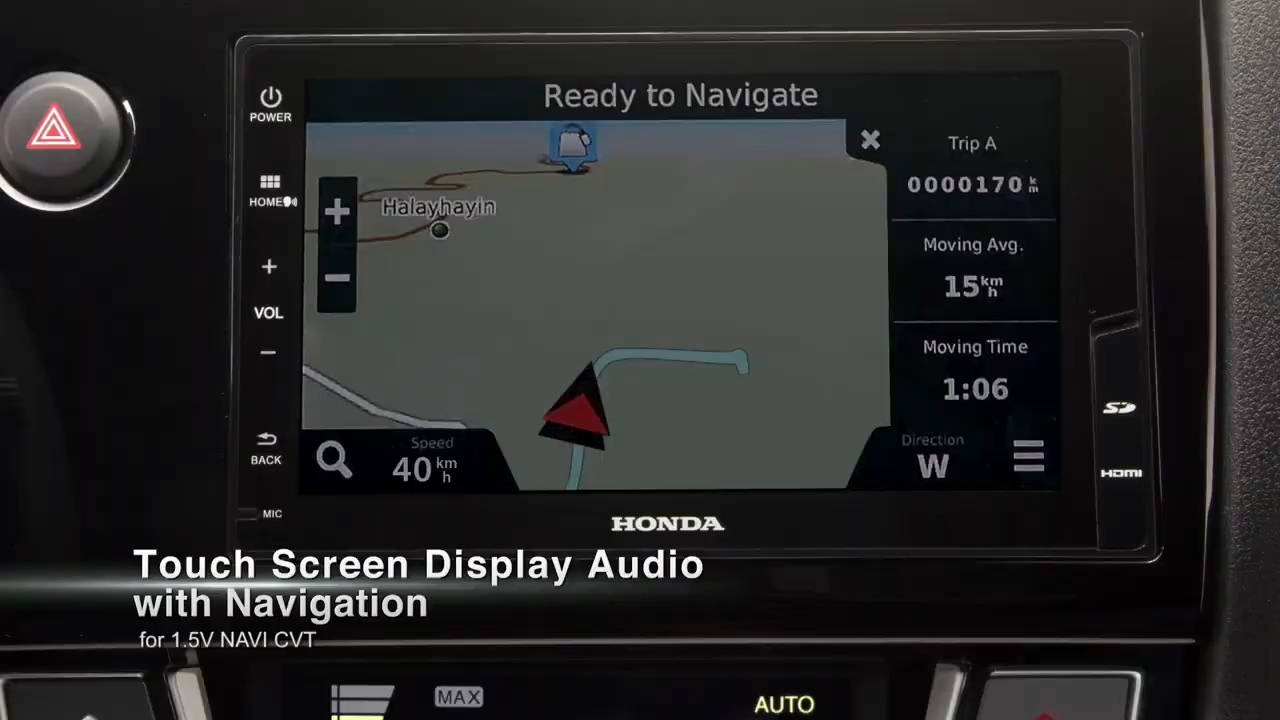 Ready to Navigate
POWER
HOME
+
VOL
−
BACK
MIC
+
−
Halayhayin
Trip A
0000170 km
Moving Avg.
15 km h
Moving Time
1:06
Speed
40 km h
Direction
W
SD
HDMI
HONDA
Touch Screen Display Audio
with Navigation
for 1.5V NAVI CVT
MAX
AUTO